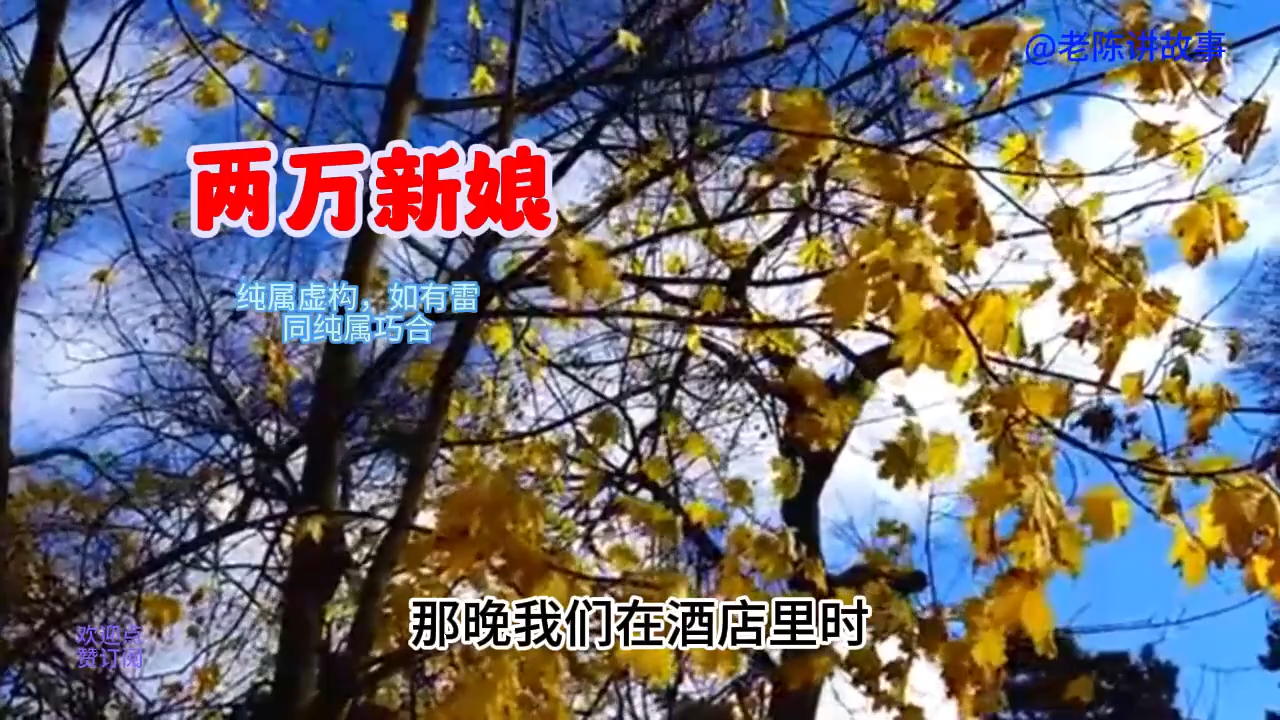 @老陈讲故事
两万新娘
纯属虚构，如有雷
同纯属巧合
那晚我们在酒店里时
欢迎点
赞订阅